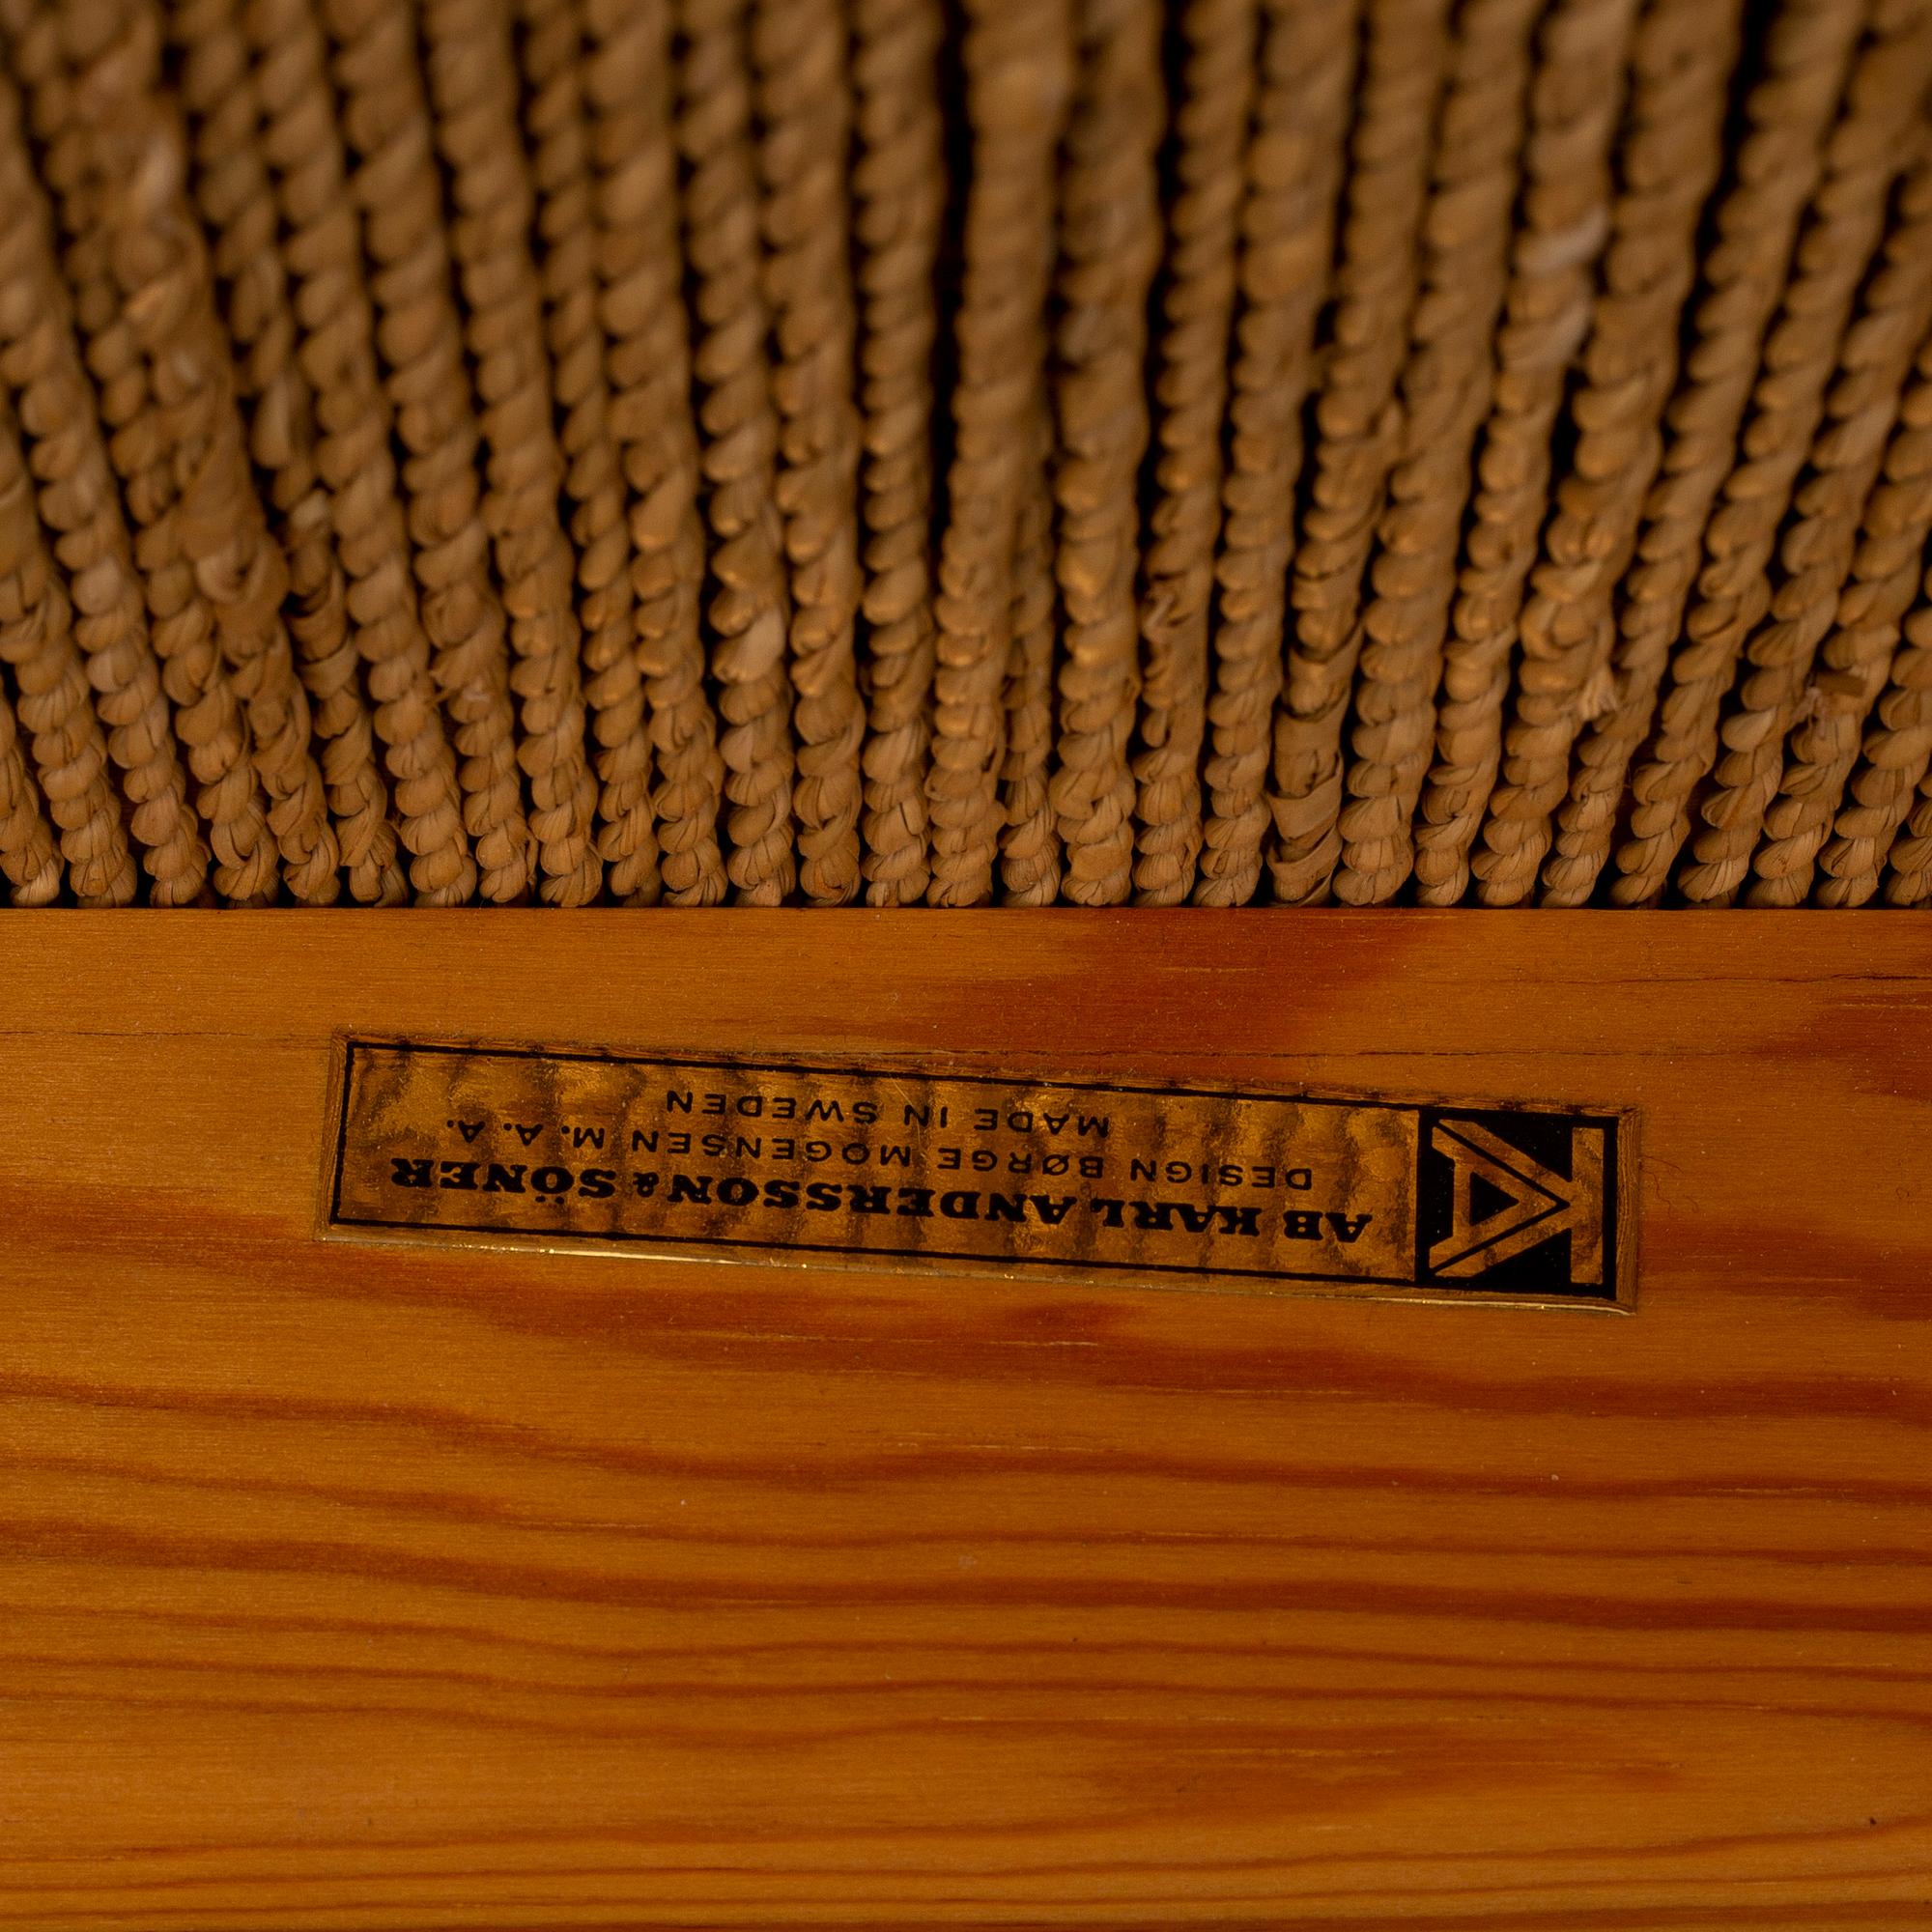 AB KARL ANDERSSON & SÖNER
DESIGN BØRGE MOGENSEN M.A.A.
MADE IN SWEDEN